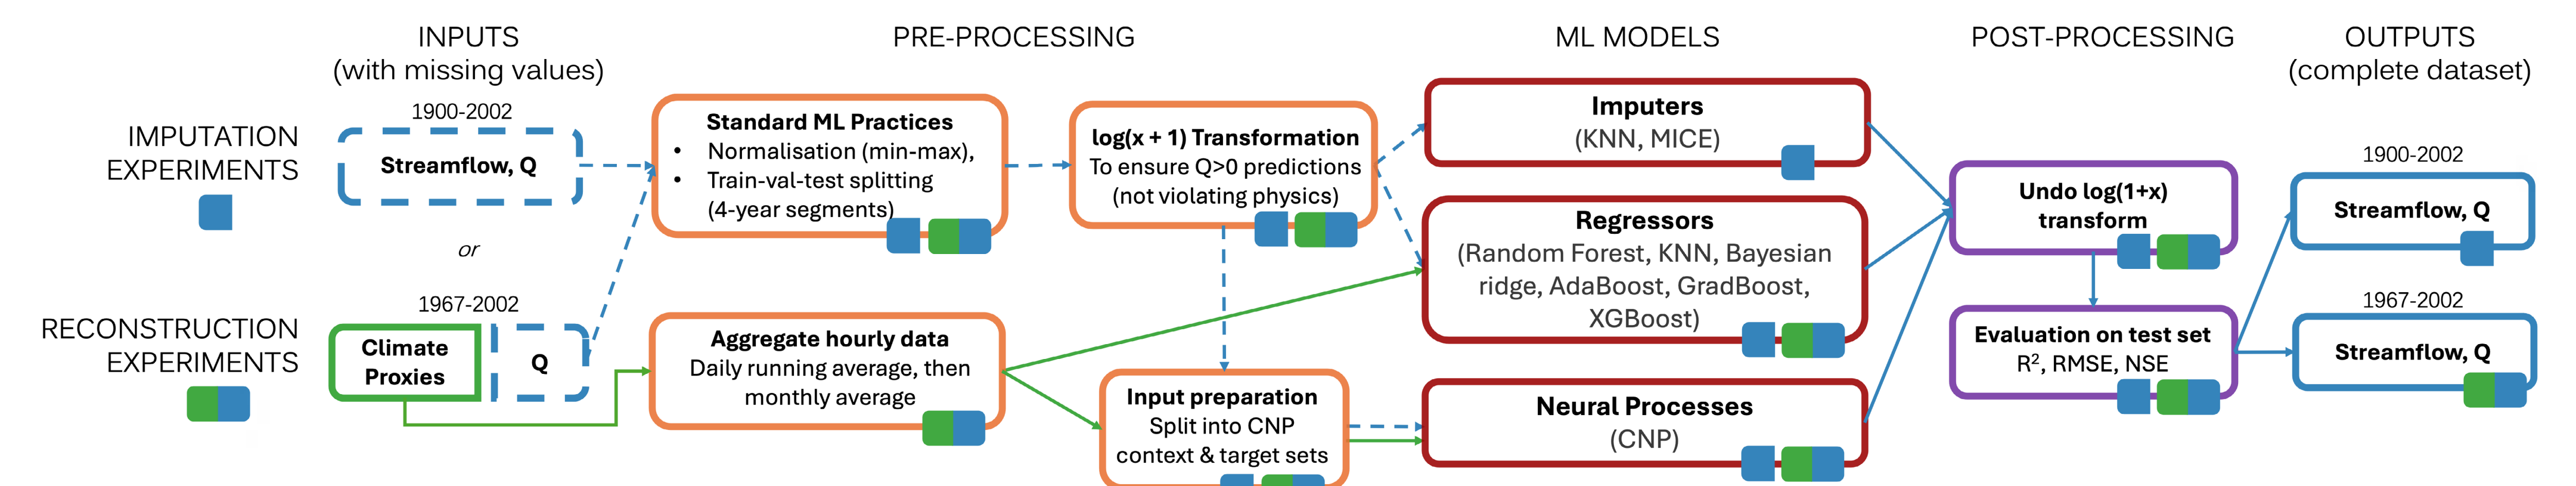 INPUTS
(with missing values)
PRE-PROCESSING
ML MODELS
POST-PROCESSING
OUTPUTS
(complete dataset)
IMPUTATION
EXPERIMENTS
1900-2002
Streamflow, Q
or
RECONSTRUCTION
EXPERIMENTS
1967-2002
Climate
Proxies
Q
Standard ML Practices
• Normalisation (min-max),
• Train-val-test splitting
(4-year segments)
log(x + 1) Transformation
To ensure Q>0 predictions
(not violating physics)
Aggregate hourly data
Daily running average, then
monthly average
Input preparation
Split into CNP
context & target sets
Imputers
(KNN, MICE)
Regressors
(Random Forest, KNN, Bayesian
ridge, AdaBoost, GradBoost,
XGBoost)
Neural Processes
(CNP)
Undo log(1+x)
transform
Evaluation on test set
R², RMSE, NSE
1900-2002
Streamflow, Q
1967-2002
Streamflow, Q